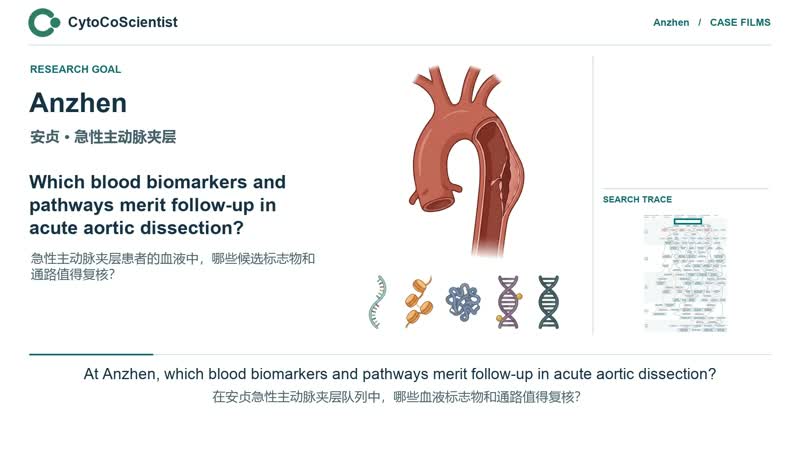 CytoCoScientist
Anzhen / CASE FILMS
RESEARCH GOAL
Anzhen
安贞·急性主动脉夹层
Which blood biomarkers and
pathways merit follow-up in
acute aortic dissection?
急性主动脉夹层患者的血液中，哪些候选标志物和
通路值得复核？
SEARCH TRACE
At Anzhen, which blood biomarkers and pathways merit follow-up in acute aortic dissection?
在安贞急性主动脉夹层队列中，哪些血液标志物和通路值得复核？